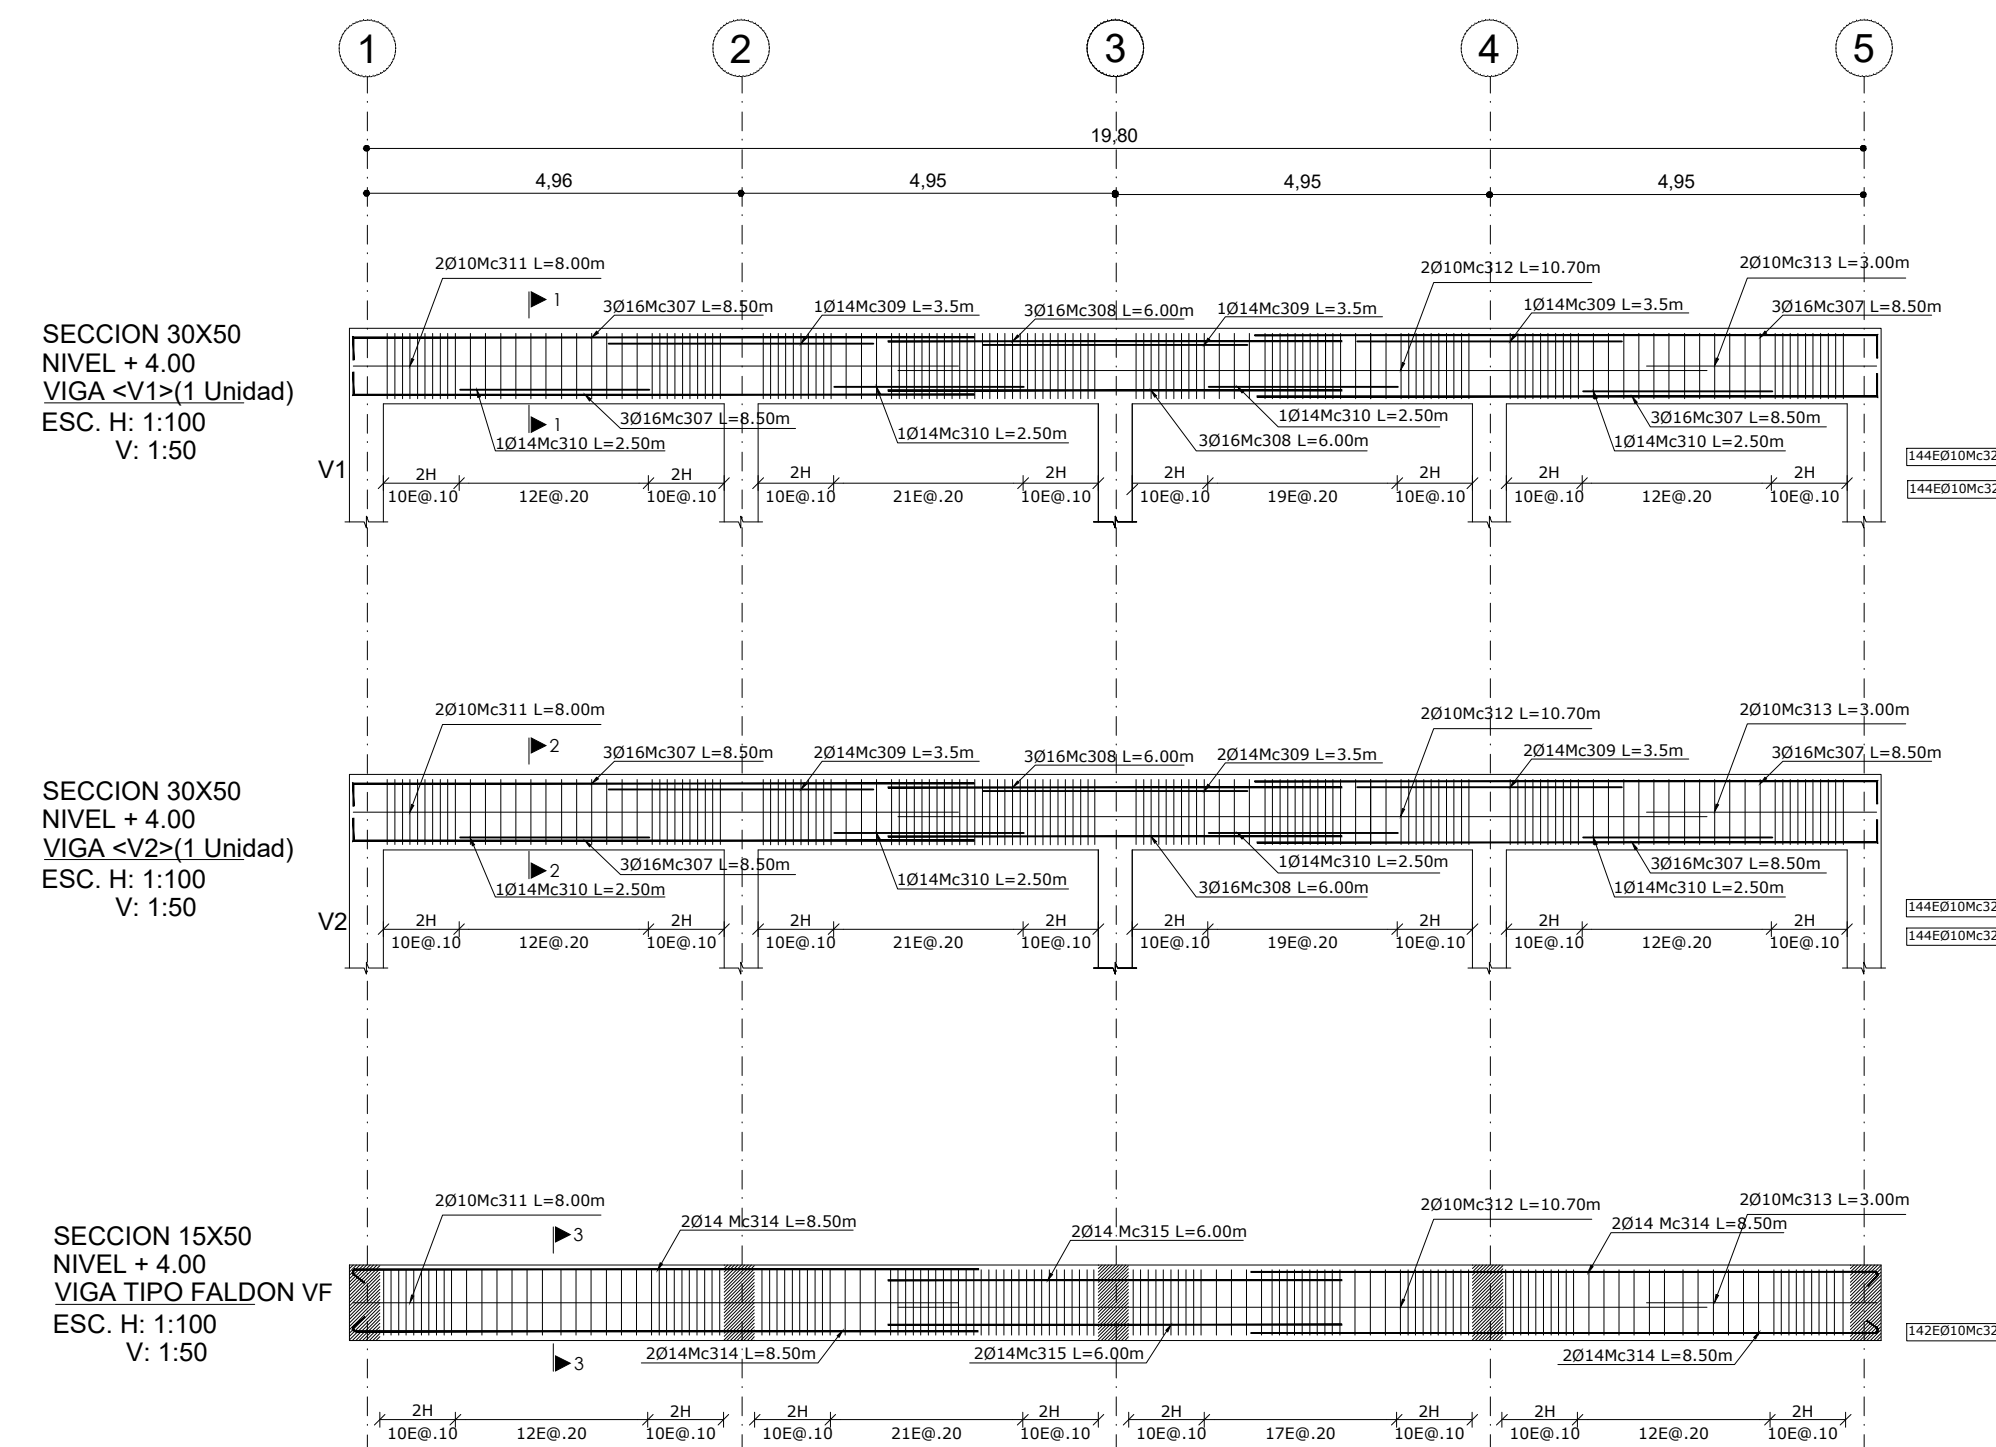 1 2 3 4 5
19,80
4,96 4,95 4,95 4,95
2Ø10Mc311 L=8.00m
2Ø10Mc312 L=10.70m
2Ø10Mc313 L=3.00m
1
3Ø16Mc307 L=8.50m
1Ø14Mc309 L=3.5m
3Ø16Mc308 L=6.00m
1Ø14Mc309 L=3.5m
1Ø14Mc309 L=3.5m
3Ø16Mc307 L=8.50m
SECCION 30X50
NIVEL + 4.00
VIGA <V1>(1 Unidad)
ESC. H: 1:100
V: 1:50
1
3Ø16Mc307 L=8.50m
1Ø14Mc310 L=2.50m
1Ø14Mc310 L=2.50m
1Ø14Mc310 L=2.50m
3Ø16Mc308 L=6.00m
3Ø16Mc307 L=8.50m
1Ø14Mc310 L=2.50m
V1
2H 2H 2H 2H 2H 2H 2H 2H
10E@.10 12E@.20 10E@.10 10E@.10 21E@.20 10E@.10 10E@.10 19E@.20 10E@.10 10E@.10 12E@.20 10E@.10
144EØ10Mc32
144EØ10Mc32
2Ø10Mc311 L=8.00m
2Ø10Mc312 L=10.70m
2Ø10Mc313 L=3.00m
2
3Ø16Mc307 L=8.50m
2Ø14Mc309 L=3.5m
3Ø16Mc308 L=6.00m
2Ø14Mc309 L=3.5m
2Ø14Mc309 L=3.5m
3Ø16Mc307 L=8.50m
SECCION 30X50
NIVEL + 4.00
VIGA <V2>(1 Unidad)
ESC. H: 1:100
V: 1:50
2
3Ø16Mc307 L=8.50m
1Ø14Mc310 L=2.50m
1Ø14Mc310 L=2.50m
1Ø14Mc310 L=2.50m
3Ø16Mc308 L=6.00m
3Ø16Mc307 L=8.50m
1Ø14Mc310 L=2.50m
V2
2H 2H 2H 2H 2H 2H 2H 2H
10E@.10 12E@.20 10E@.10 10E@.10 21E@.20 10E@.10 10E@.10 19E@.20 10E@.10 10E@.10 12E@.20 10E@.10
144EØ10Mc32
144EØ10Mc32
2Ø10Mc311 L=8.00m
2Ø10Mc312 L=10.70m
2Ø10Mc313 L=3.00m
3
2Ø14 Mc314 L=8.50m
2Ø14 Mc315 L=6.00m
2Ø14 Mc314 L=8.50m
SECCION 15X50
NIVEL + 4.00
VIGA TIPO FALDON VF
ESC. H: 1:100
V: 1:50
3
2Ø14Mc314 L=8.50m
2Ø14Mc315 L=6.00m
2Ø14Mc314 L=8.50m
142EØ10Mc32
2H 2H 2H 2H 2H 2H 2H 2H
10E@.10 12E@.20 10E@.10 10E@.10 21E@.20 10E@.10 10E@.10 17E@.20 10E@.10 10E@.10 12E@.20 10E@.10